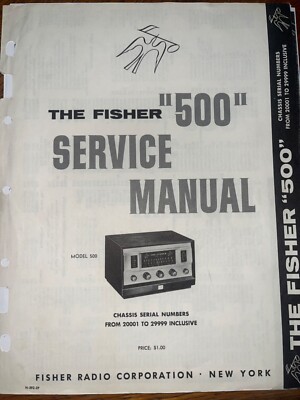 THE FISHER "500"
SERVICE
MANUAL
MODEL 500
CHASSIS SERIAL NUMBERS
FROM 20001 TO 29999 INCLUSIVE
PRICE: $1.00
FISHER RADIO CORPORATION · NEW YORK
CHASSIS SERIAL NUMBERS
FROM 20001 TO 29999 INCLUSIVE
THE FISHER "500"